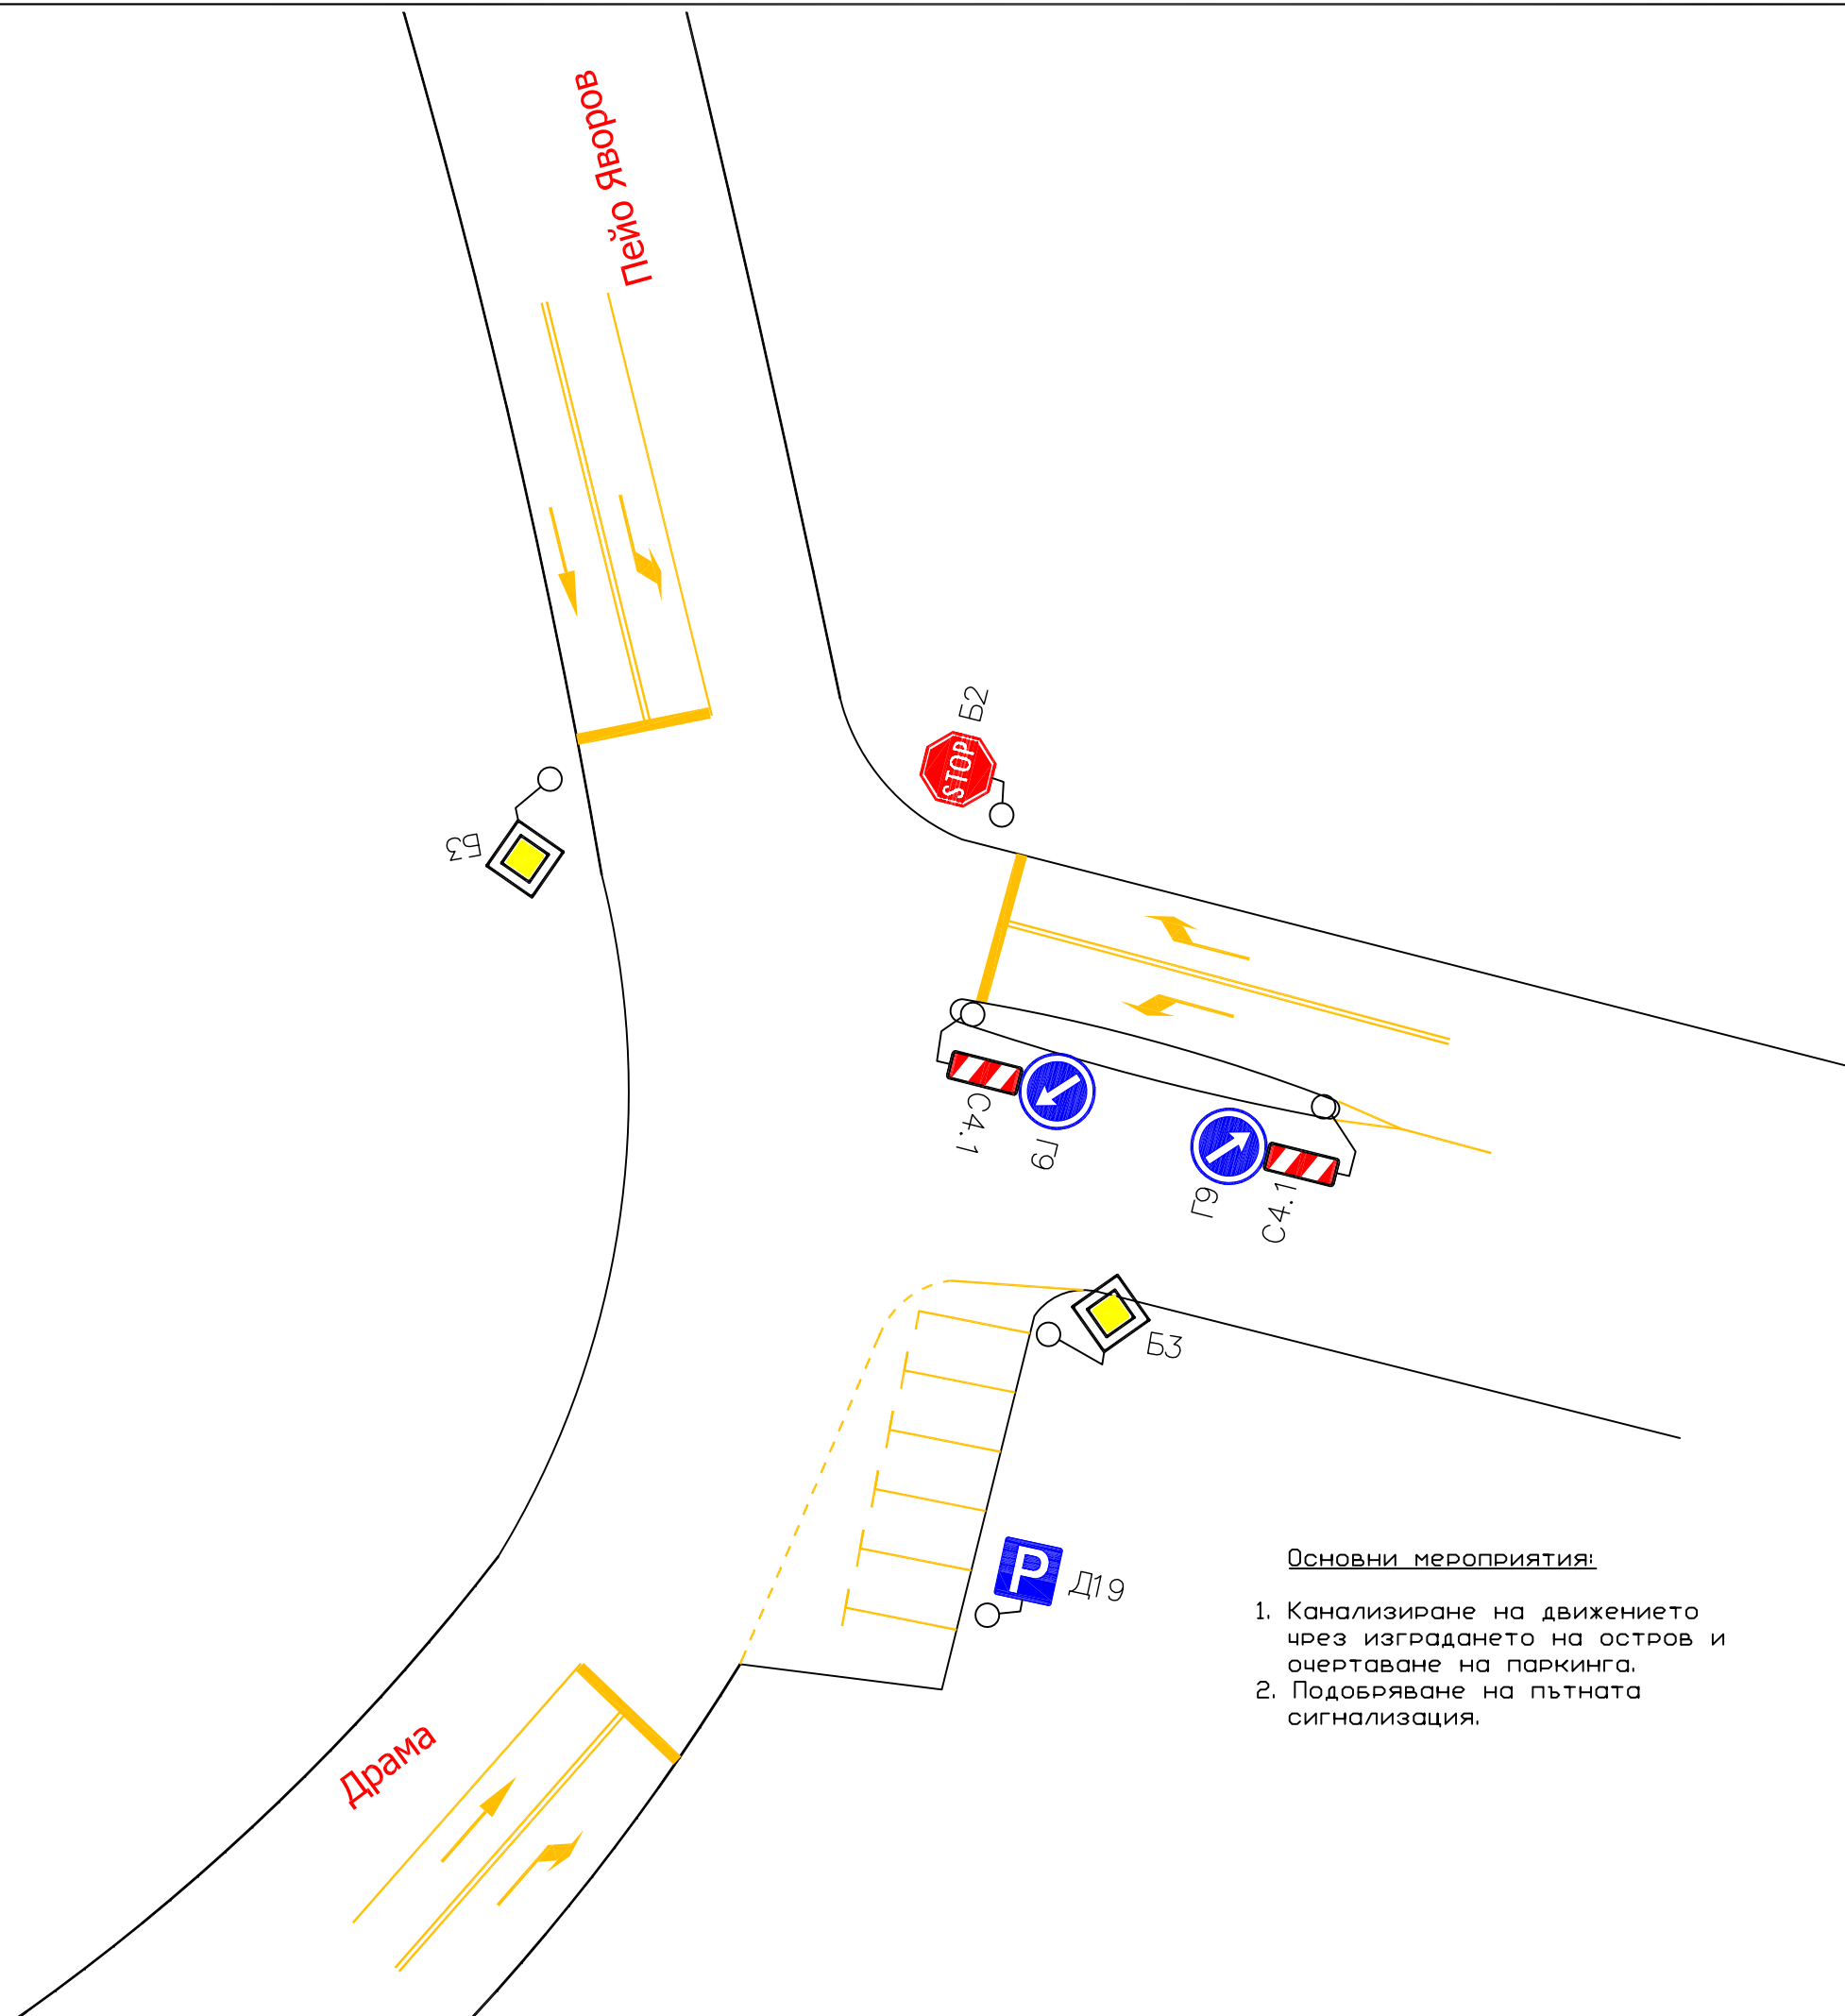 Пейо Яворов
Б2
STOP
Б3
С4.1
Г9
Г9
С4.1
Б3
P
Д19
Драма
Основни мероприятия:
1. Канализиране на движението
чрез изграждането на остров и
очертаване на паркинга.
2. Подобряване на пътната
сигнализация.